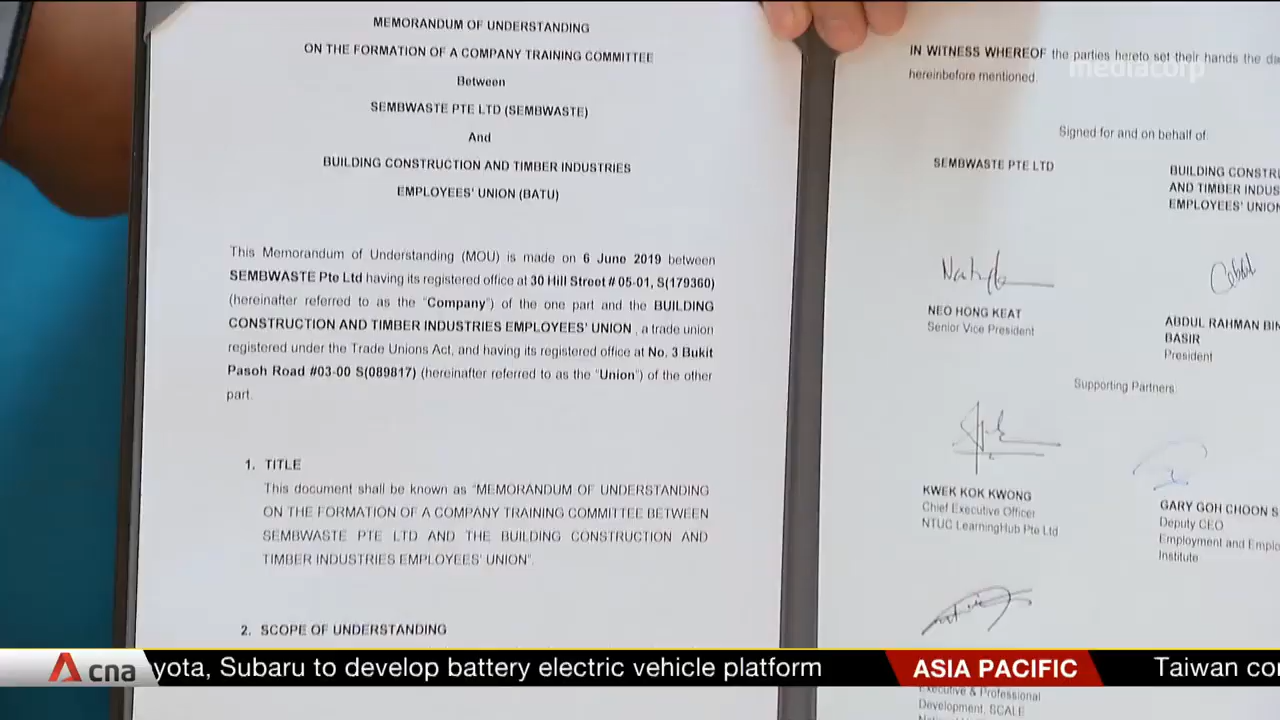 MEMORANDUM OF UNDERSTANDING
ON THE FORMATION OF A COMPANY TRAINING COMMITTEE
Between
SEMBWASTE PTE LTD (SEMBWASTE)
And
BUILDING CONSTRUCTION AND TIMBER INDUSTRIES
EMPLOYEES' UNION (BATU)
This Memorandum of Understanding (MOU) is made on 6 June 2019 between
SEMBWASTE Pte Ltd having its registered office at 30 Hill Street # 05-01, S(179360)
(hereinafter referred to as the "Company") of the one part and the BUILDING
CONSTRUCTION AND TIMBER INDUSTRIES EMPLOYEES' UNION , a trade union
registered under the Trade Unions Act, and having its registered office at No. 3 Bukit
Pasoh Road #03-00 S(089817) (hereinafter referred to as the "Union") of the other
part.
1. TITLE
This document shall be known as "MEMORANDUM OF UNDERSTANDING
ON THE FORMATION OF A COMPANY TRAINING COMMITTEE BETWEEN
SEMBWASTE PTE LTD AND THE BUILDING CONSTRUCTION AND
TIMBER INDUSTRIES EMPLOYEES' UNION".
2. SCOPE OF UNDERSTANDING
IN WITNESS WHEREOF the parties hereto set their hands the
hereinbefore mentioned.
mediacorp
Signed for and on behalf of:
SEMBWASTE PTE LTD
BUILDING CONSTRU
AND TIMBER INDUS
EMPLOYEES' UNION
NEO HONG KEAT
Senior Vice President
ABDUL RAHMAN BIN
BASIR
President
Supporting Partners:
KWEK KOK KWONG
Chief Executive Officer
NTUC LearningHub Pte Ltd
GARY GOH CHOON S
Deputy CEO
Employment and Emplo
Institute
Executive & Professional
Development, SCALE
cna
yota, Subaru to develop battery electric vehicle platform
ASIA PACIFIC
Taiwan co